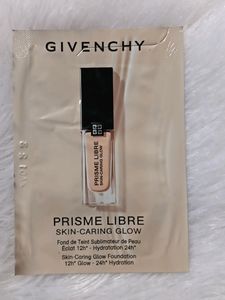 GIVENCHY
PRISME LIBRE
SKIN-CARING GLOW
PRISME LIBRE
SKIN-CARING GLOW
Fond de Teint Sublimateur de Peau
Éclat 12h* - Hydratation 24h*
Skin-Caring Glow Foundation
12h* Glow - 24h* Hydration